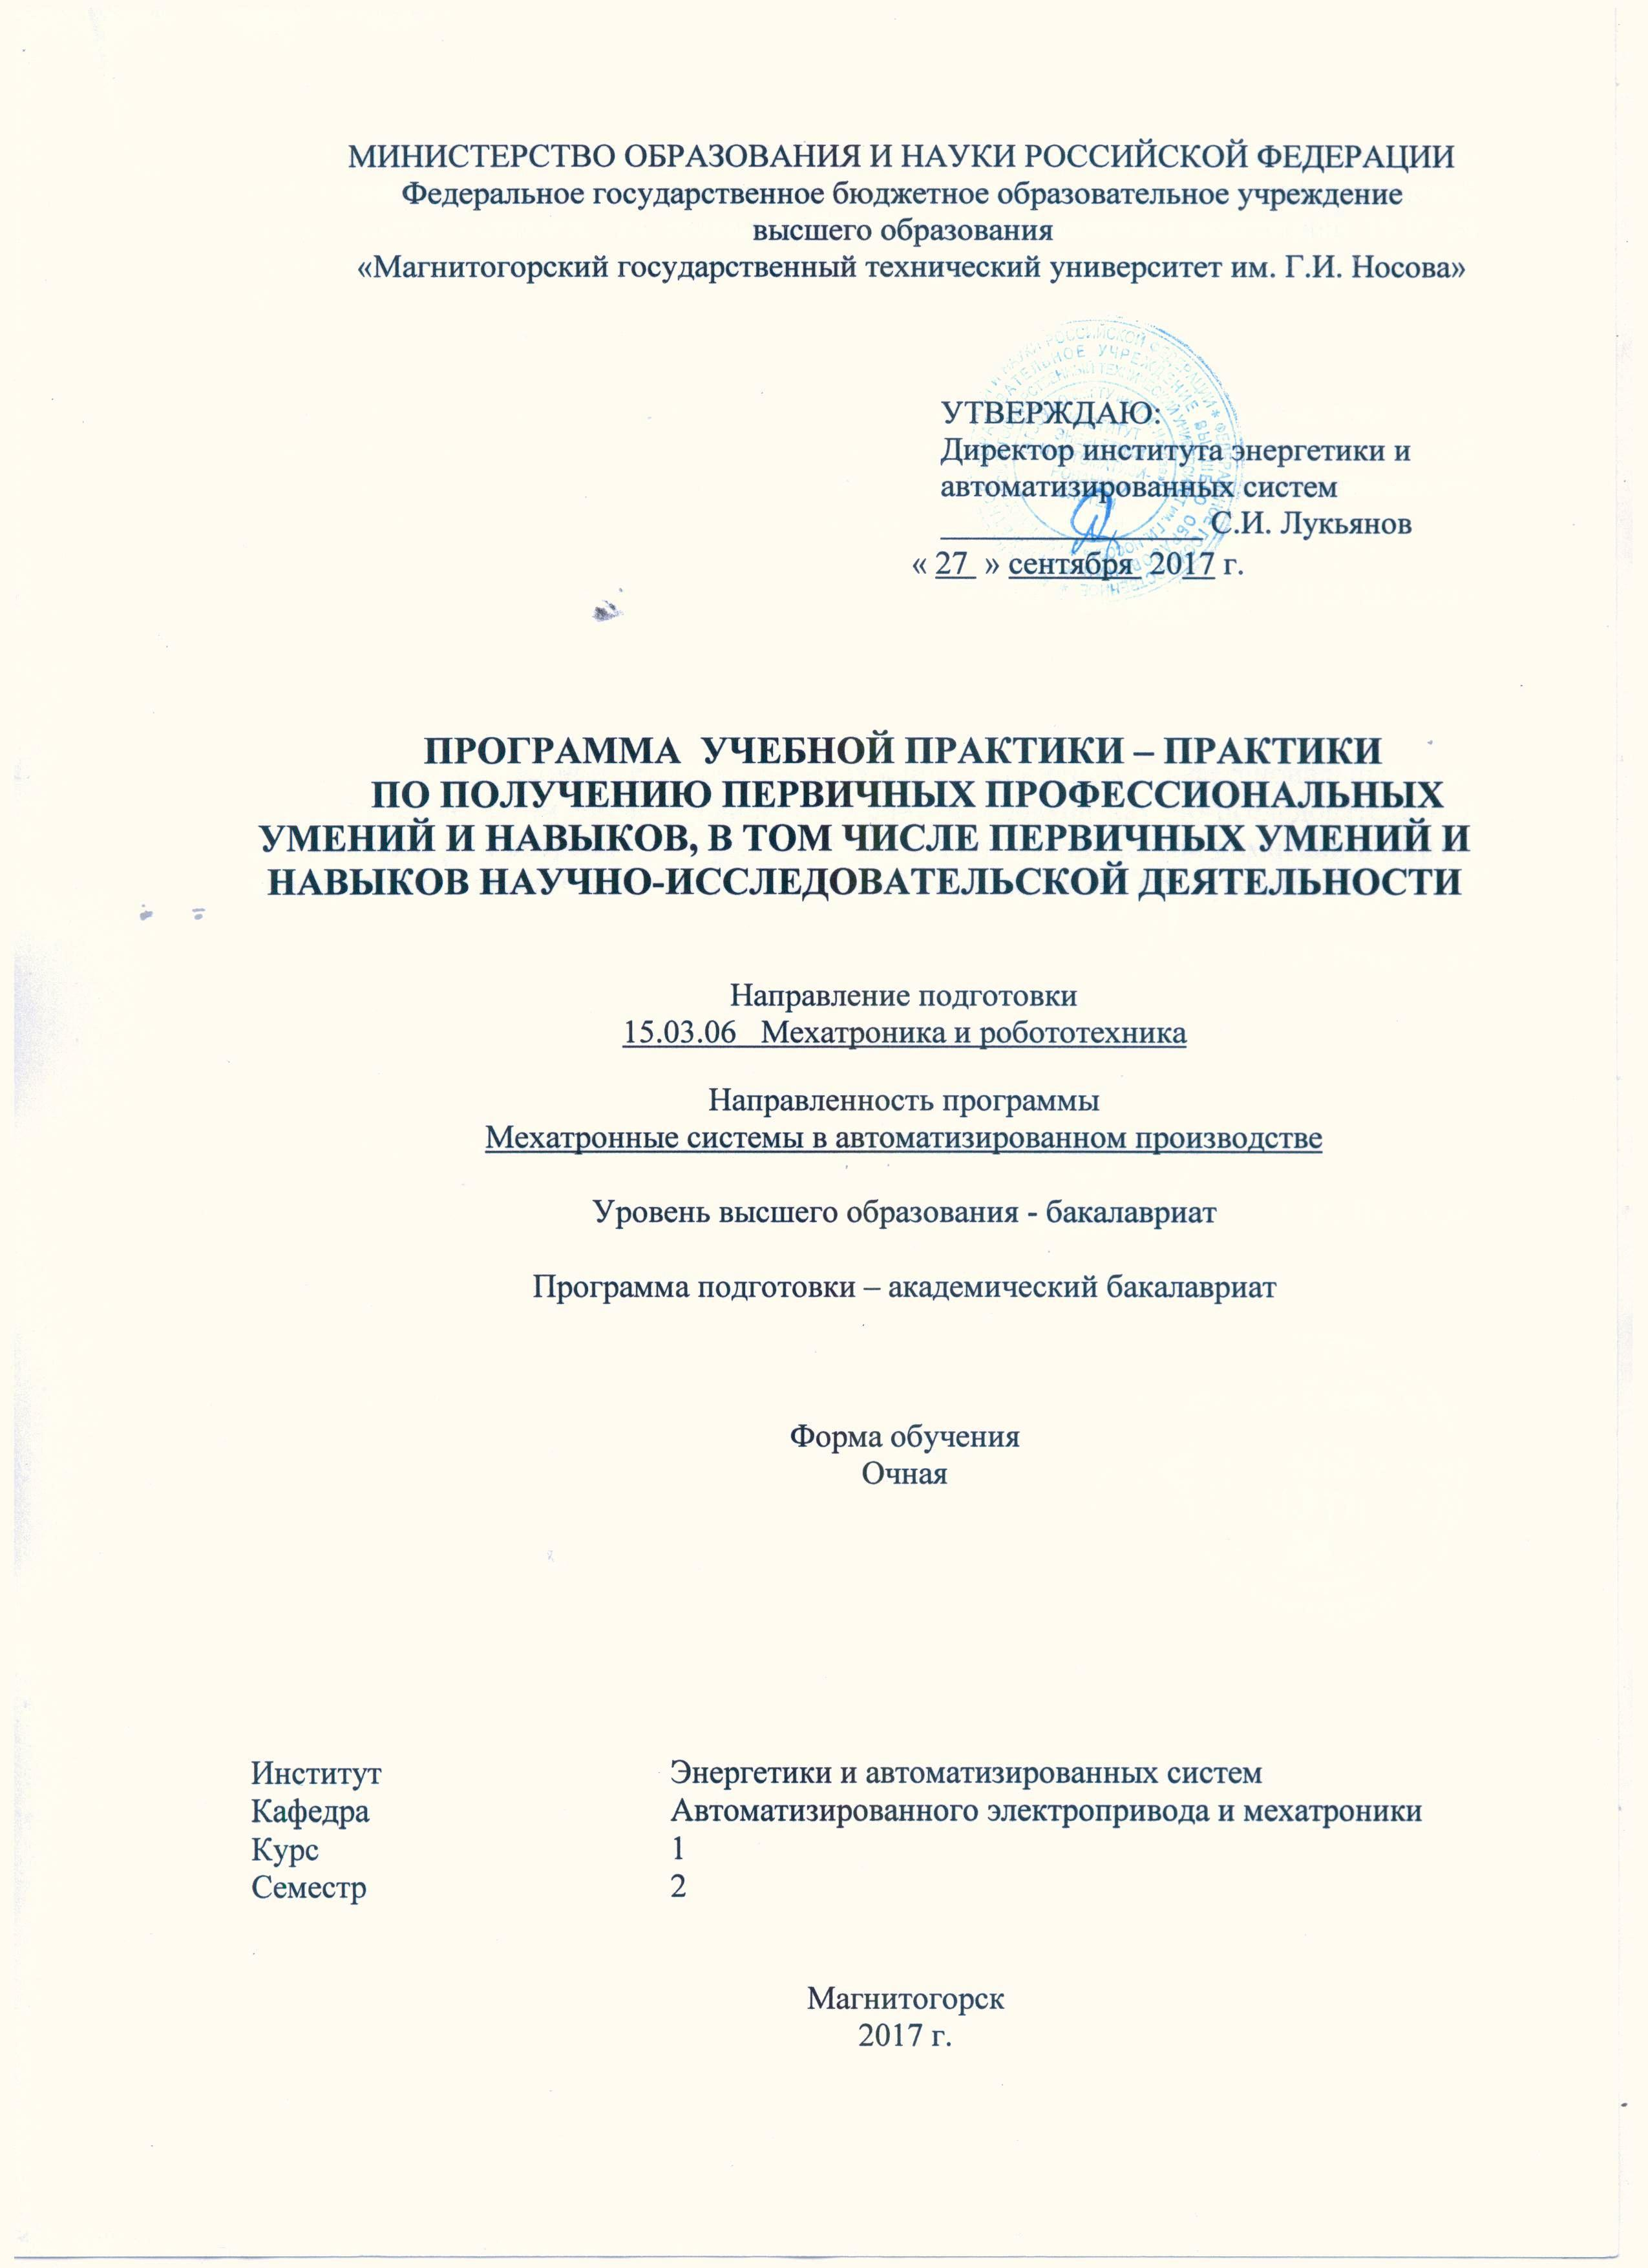 МИНИСТЕРСТВО ОБРАЗОВАНИЯ И НАУКИ РОССИЙСКОЙ ФЕДЕРАЦИИ
Федеральное государственное бюджетное образовательное учреждение
высшего образования
«Магнитогорский государственный технический университет им. Г.И. Носова»
УТВЕРЖДАЮ:
Директор института энергетики и
автоматизированных систем
С.И. Лукьянов
« 27 » сентября 2017 г.
ПРОГРАММА УЧЕБНОЙ ПРАКТИКИ – ПРАКТИКИ
ПО ПОЛУЧЕНИЮ ПЕРВИЧНЫХ ПРОФЕССИОНАЛЬНЫХ
УМЕНИЙ И НАВЫКОВ, В ТОМ ЧИСЛЕ ПЕРВИЧНЫХ УМЕНИЙ И
НАВЫКОВ НАУЧНО-ИССЛЕДОВАТЕЛЬСКОЙ ДЕЯТЕЛЬНОСТИ
Направление подготовки
15.03.06 Мехатроника и робототехника
Направленность программы
Мехатронные системы в автоматизированном производстве
Уровень высшего образования - бакалавриат
Программа подготовки – академический бакалавриат
Форма обучения
Очная
Институт Энергетики и автоматизированных систем
Кафедра Автоматизированного электропривода и мехатроники
Курс 1
Семестр 2
Магнитогорск
2017 г.